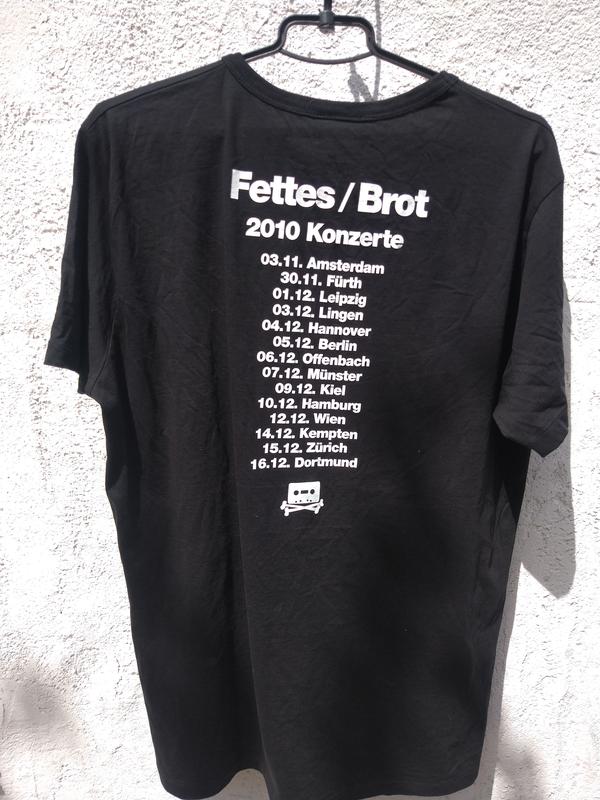 Fettes / Brot
2010 Konzerte
03.11. Amsterdam
30.11. Fürth
01.12. Leipzig
03.12. Lingen
04.12. Hannover
05.12. Berlin
06.12. Offenbach
07.12. Münster
09.12. Kiel
10.12. Hamburg
12.12. Wien
14.12. Kempten
15.12. Zürich
16.12. Dortmund